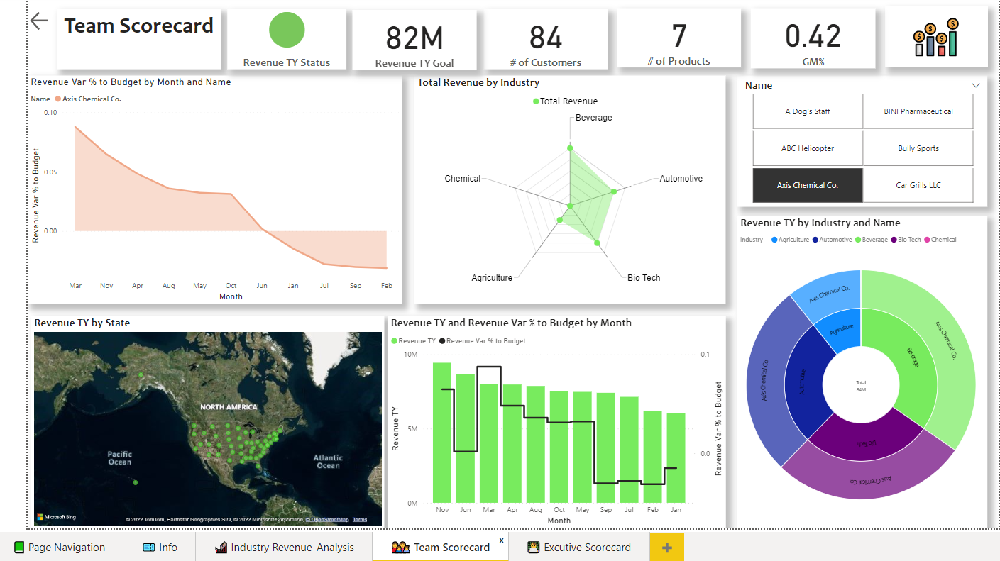 Team Scorecard
Revenue TY Status
82M
Revenue TY Goal
84
# of Customers
7
# of Products
0.42
GM%
Revenue Var % to Budget by Month and Name
Name Axis Chemical Co.
0.10
0.05
0.00
Revenue Var % to Budget
Mar Nov Apr Aug May Oct Jun Jan Jul Sep Feb
Month
Total Revenue by Industry
Total Revenue
Beverage
Automotive
Bio Tech
Agriculture
Chemical
Name
A Dog's Staff BINI Pharmaceutical
ABC Helicopter Bully Sports
Axis Chemical Co. Car Grills LLC
Revenue TY by State
NORTH AMERICA
Pacific
Ocean
Atlantic
Ocean
Microsoft Bing
© 2022 TomTom, Earthstar Geographics SIO, © 2022 Microsoft Corporation, © OpenStreetMap Terms
Revenue TY and Revenue Var % to Budget by Month
Revenue TY Revenue Var % to Budget
10M
5M
0M
Revenue TY
0.1
0.0
Revenue Var % to Budget
Nov Jun Mar Apr Aug Oct May Sep Jul Feb Jan
Month
Revenue TY by Industry and Name
Industry Agriculture Automotive Beverage Bio Tech Chemical
Axis Chemical Co.
Agriculture
Axis Chemical Co.
Beverage
Axis Chemical Co.
Automotive
Total
84M
Bio Tech
Axis Chemical Co.
Page Navigation
Info
Industry Revenue_Analysis
Team Scorecard
x
Excutive Scorecard
+